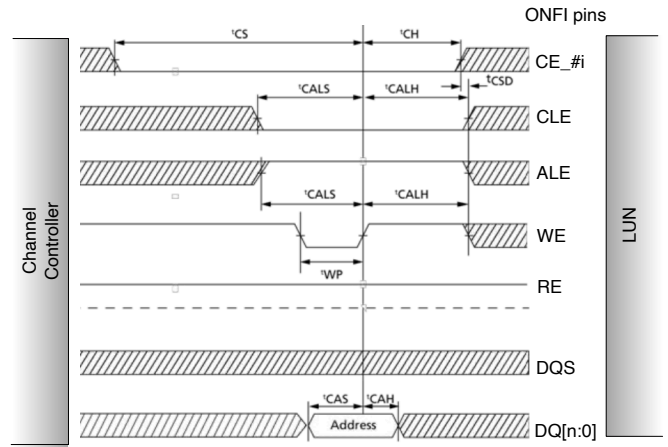 ONFI pins
tCS
tCH
CE_#i
tCSD
tCALS
tCALH
CLE
ALE
tCALS
tCALH
Channel
Controller
LUN
WE
tWP
RE
DQS
tCAS
tCAH
Address
DQ[n:0]